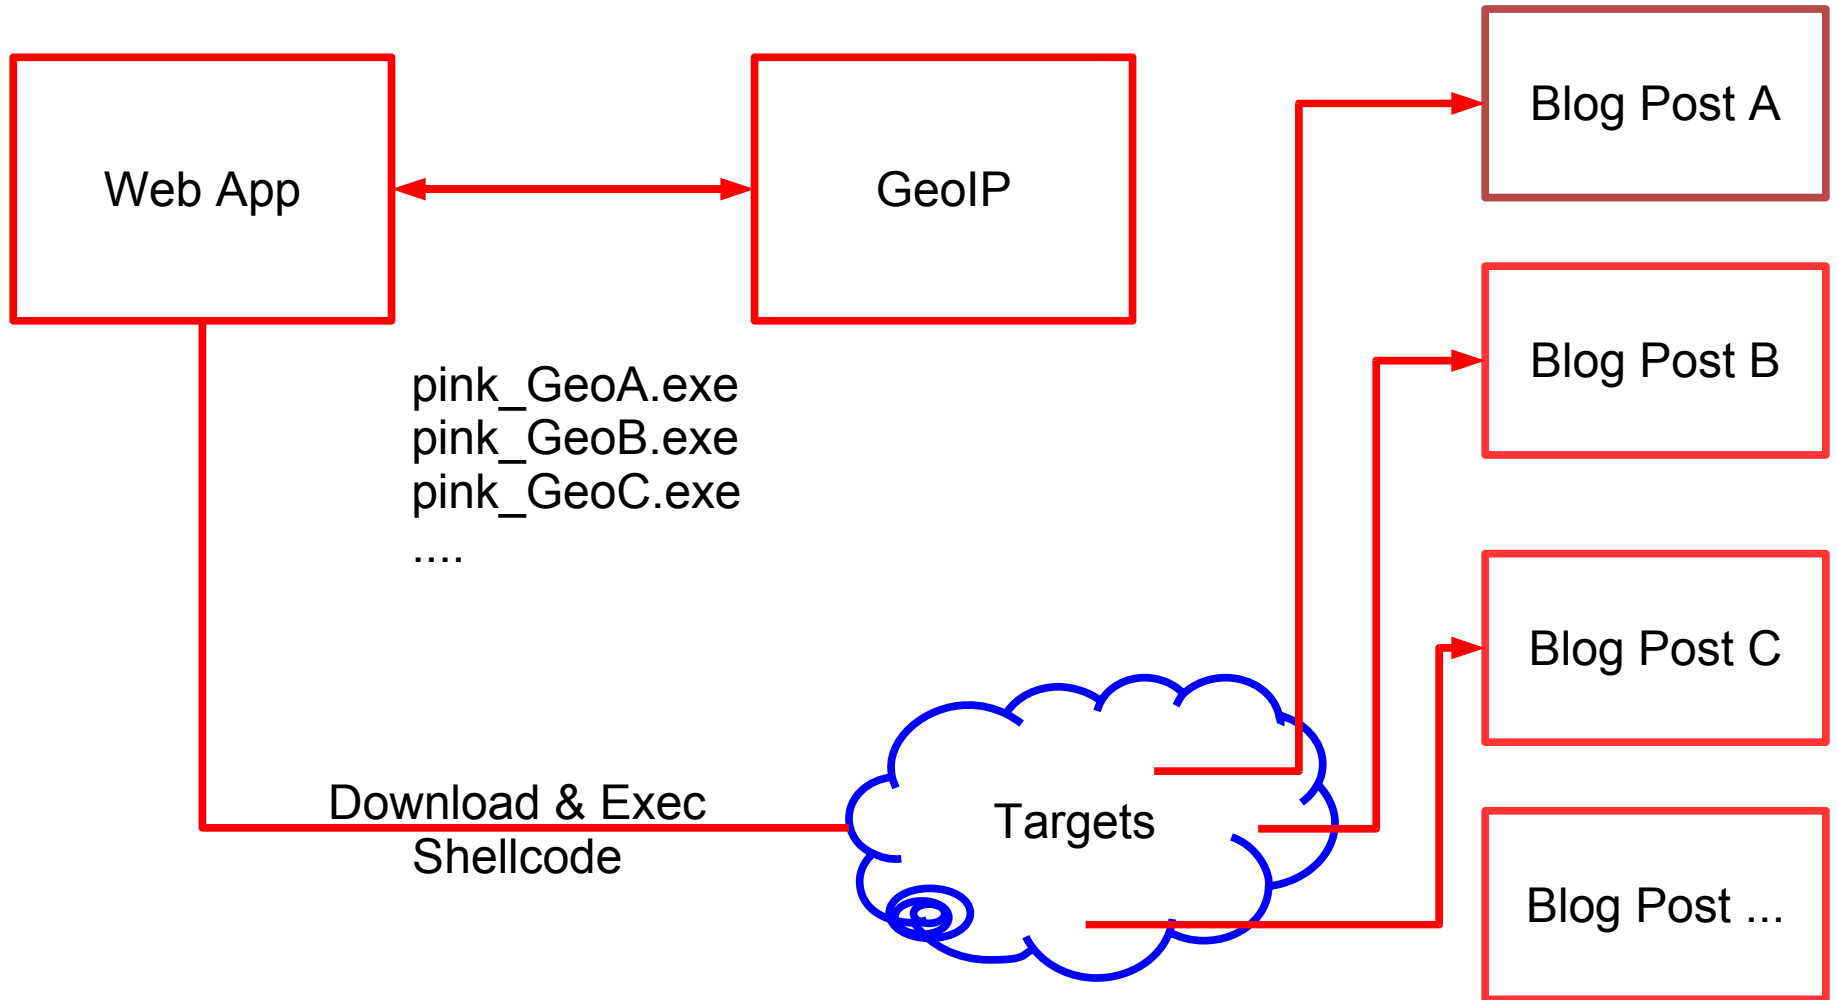 Web App
GeoIP
pink_GeoA.exe
pink_GeoB.exe
pink_GeoC.exe
....
Download & Exec
Shellcode
Targets
Blog Post A
Blog Post B
Blog Post C
Blog Post ...